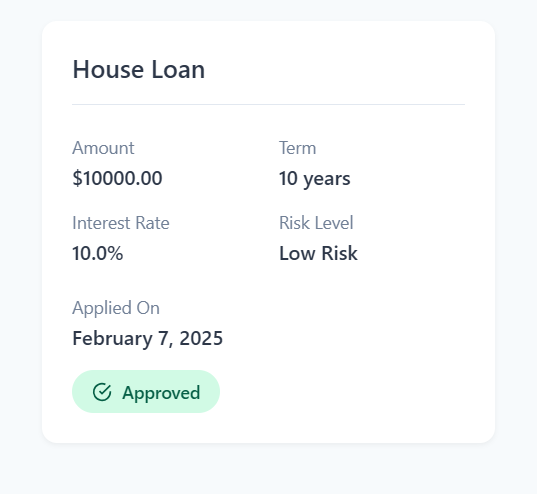 House Loan
Amount
Term
$10000.00
10 years
Interest Rate
Risk Level
10.0%
Low Risk
Applied On
February 7, 2025
Approved